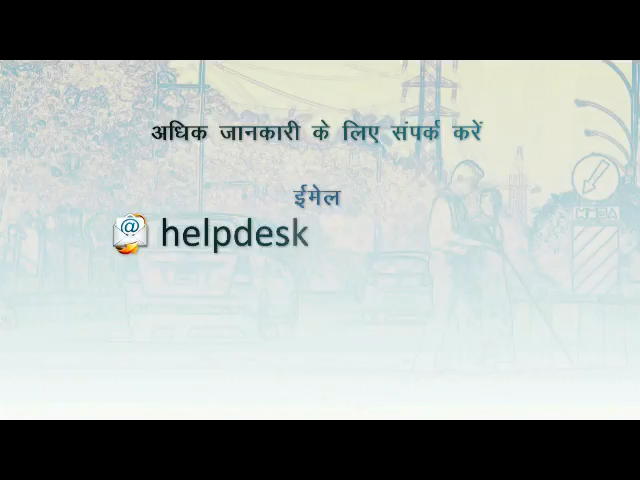 अधिक जानकारी के लिए संपर्क करें
ईमेल
helpdesk